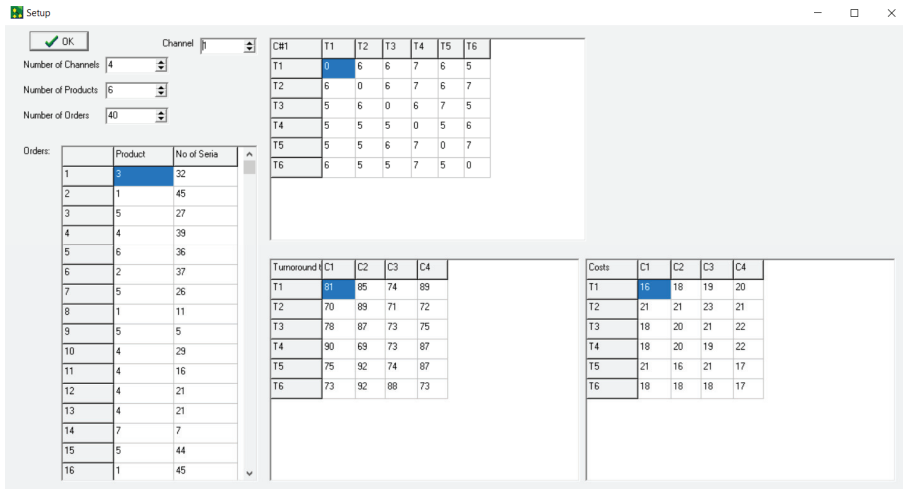 Setup
OK
Channel 1
Number of Channels 4
Number of Products 6
Number of Orders 40
Orders:
Product No of Seria
1 3 32
2 1 45
3 5 27
4 4 39
5 6 36
6 2 37
7 5 26
8 1 11
9 5 5
10 4 29
11 4 16
12 4 21
13 4 21
14 7 7
15 5 44
16 1 45
C#1 T1 T2 T3 T4 T5 T6
T1 0 6 6 7 6 5
T2 6 0 6 7 6 7
T3 5 6 0 6 7 5
T4 5 5 5 0 5 6
T5 5 5 6 7 0 7
T6 6 5 5 7 5 0
Turnoround t C1 C2 C3 C4
T1 81 85 74 89
T2 70 89 71 72
T3 78 87 73 75
T4 90 69 73 87
T5 75 92 74 87
T6 73 92 88 73
Costs C1 C2 C3 C4
T1 16 18 19 20
T2 21 21 23 21
T3 18 20 21 22
T4 18 20 19 22
T5 21 16 21 17
T6 18 18 18 17